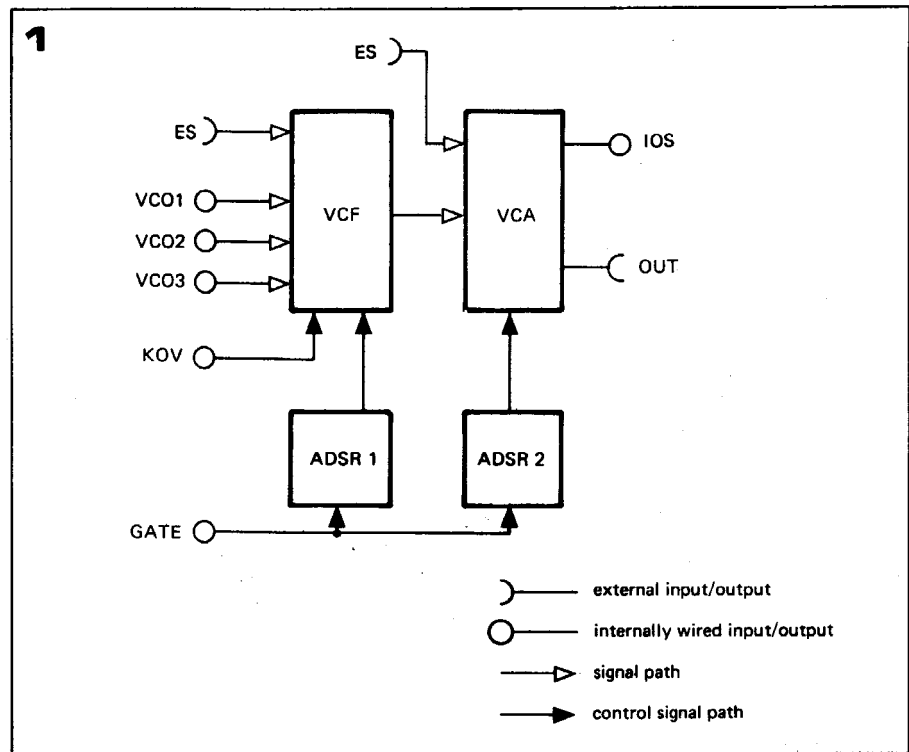 1
ES
ES
IOS
VCO1
VCF
VCA
VCO2
OUT
VCO3
KOV
ADSR 1
ADSR 2
GATE
external input/output
internally wired input/output
signal path
control signal path